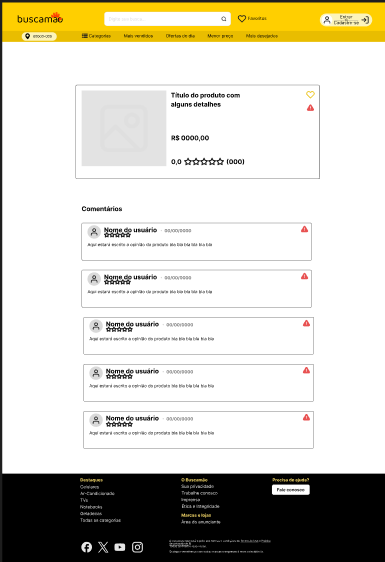 buscamão
Favoritos
Entrar
Cadastre-se
00000-000
Categorias
Mais vendidos
Ofertas do dia
Menor preço
Mais desejados
Título do produto com
alguns detalhes
R$ 0000,00
0,0 (000)
Comentários
Nome do usuário - 00/00/0000
Aqui estará escrito a opinião do produto bla bla bla bla bla bla
Nome do usuário - 00/00/0000
Aqui estará escrito a opinião do produto bla bla bla bla bla bla
Nome do usuário - 00/00/0000
Aqui estará escrito a opinião do produto bla bla bla bla bla bla
Nome do usuário - 00/00/0000
Aqui estará escrito a opinião do produto bla bla bla bla bla bla
Nome do usuário - 00/00/0000
Aqui estará escrito a opinião do produto bla bla bla bla bla bla
Destaques
Celulares
Ar-Condicionado
TVs
Notebooks
Geladeiras
Todas as categorias
O Buscamão
Sua privacidade
Trabalhe conosco
Imprensa
Ética e Integridade
Marcas e lojas
Área do anunciante
Precisa de ajuda?
Fale conosco